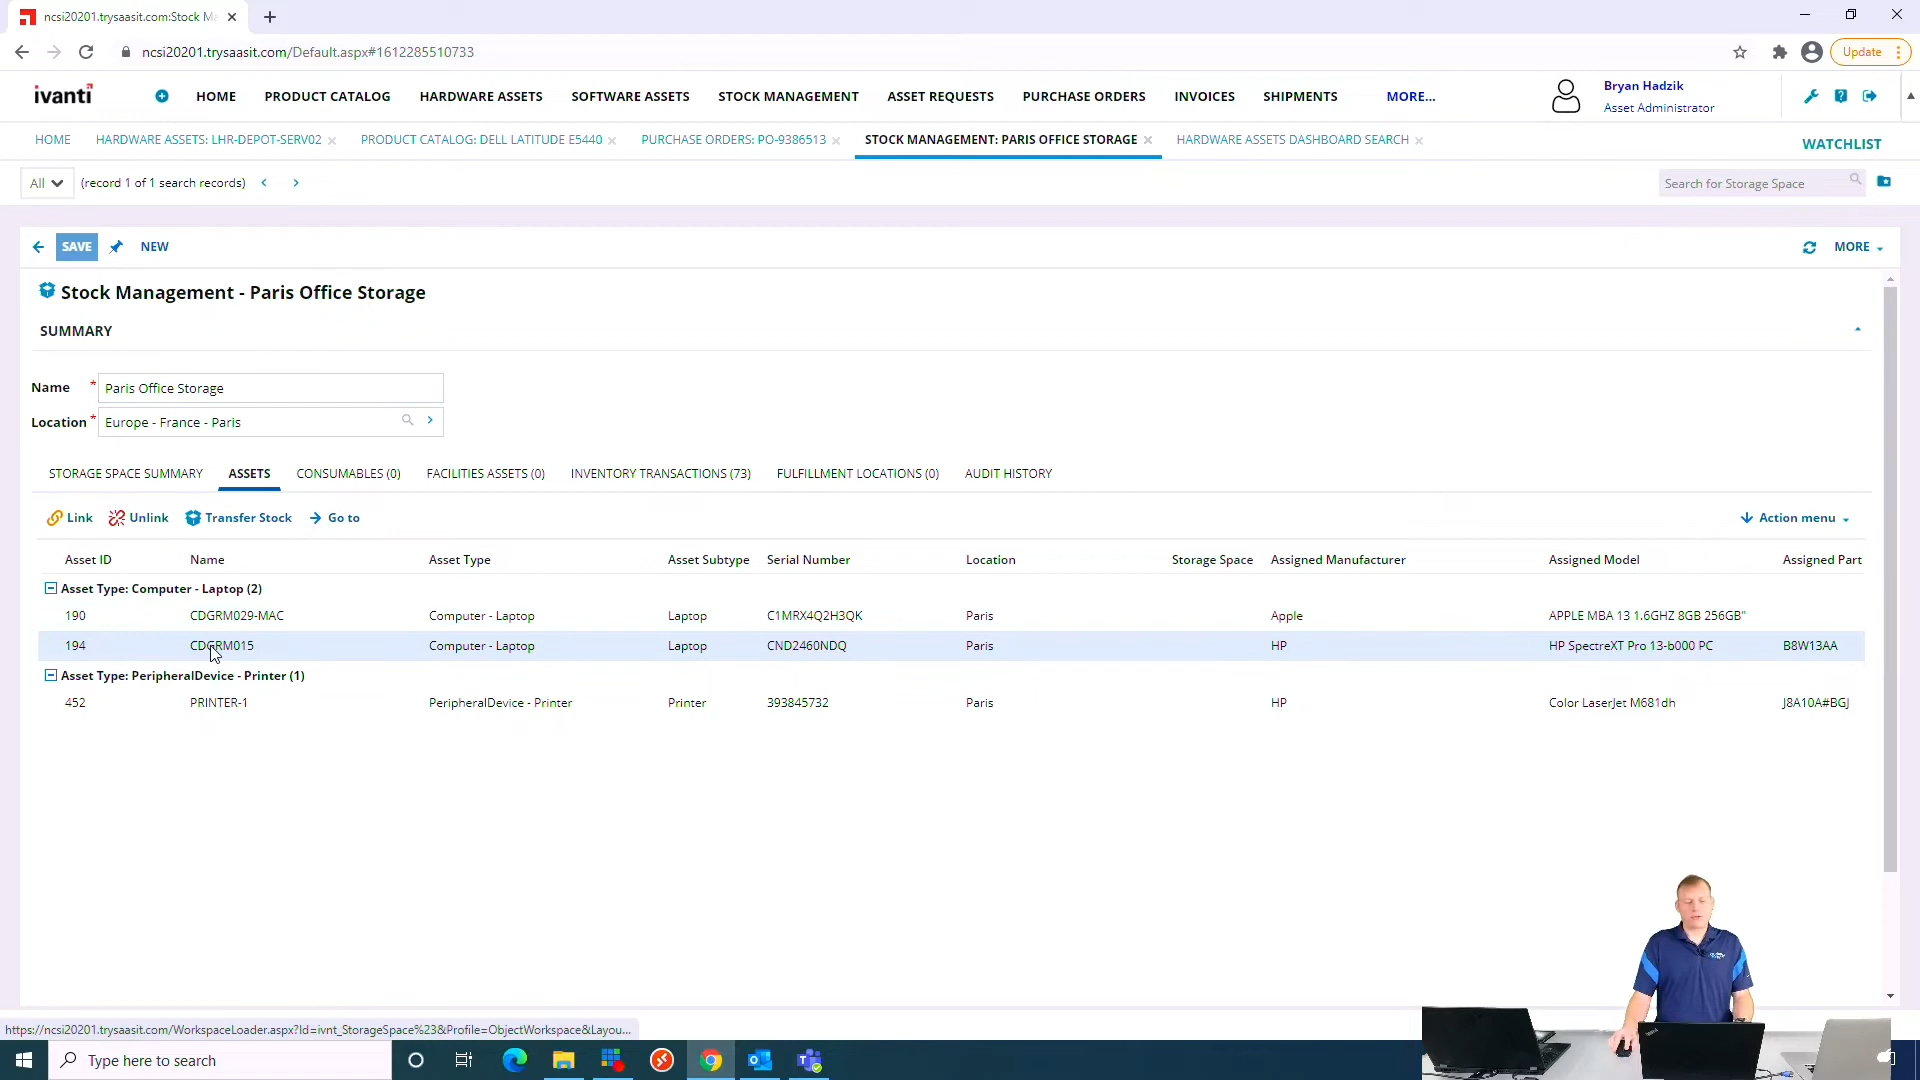 ncsi20201.trysaasit.com:Stock Ma
ncsi20201.trysaasit.com/Default.aspx#1612285510733
Update
ivanti
HOME PRODUCT CATALOG HARDWARE ASSETS SOFTWARE ASSETS STOCK MANAGEMENT ASSET REQUESTS PURCHASE ORDERS INVOICES SHIPMENTS MORE...
Bryan Hadzik
Asset Administrator
HOME HARDWARE ASSETS: LHR-DEPOT-SERV02 PRODUCT CATALOG: DELL LATITUDE E5440 PURCHASE ORDERS: PO-9386513 STOCK MANAGEMENT: PARIS OFFICE STORAGE HARDWARE ASSETS DASHBOARD SEARCH WATCHLIST
All (record 1 of 1 search records) Search for Storage Space
SAVE NEW MORE
Stock Management - Paris Office Storage
SUMMARY
Name * Paris Office Storage
Location * Europe - France - Paris
STORAGE SPACE SUMMARY ASSETS CONSUMABLES (0) FACILITIES ASSETS (0) INVENTORY TRANSACTIONS (73) FULFILLMENT LOCATIONS (0) AUDIT HISTORY
Link Unlink Transfer Stock Go to Action menu
Asset ID Name Asset Type Asset Subtype Serial Number Location Storage Space Assigned Manufacturer Assigned Model Assigned Part
Asset Type: Computer - Laptop (2)
190 CDGRM029-MAC Computer - Laptop Laptop C1MRX4Q2H3QK Paris Apple APPLE MBA 13 1.6GHZ 8GB 256GB"
194 CDGRM015 Computer - Laptop Laptop CND2460NDQ Paris HP HP SpectreXT Pro 13-b000 PC B8W13AA
Asset Type: PeripheralDevice - Printer (1)
452 PRINTER-1 PeripheralDevice - Printer Printer 393845732 Paris HP Color LaserJet M681dh J8A10A#BGJ
https://ncsi20201.trysaasit.com/WorkspaceLoader.aspx?Id=ivnt_StorageSpace%23&Profile=ObjectWorkspace&Layou...
Type here to search